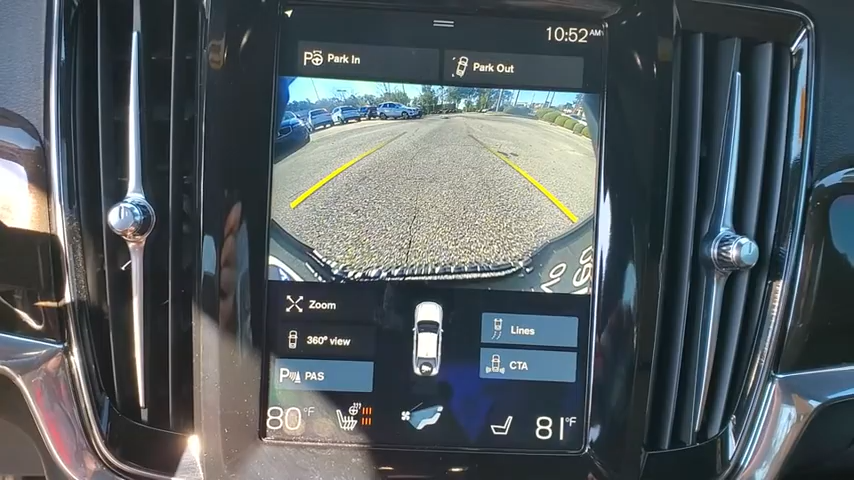 10:52 AM
Park In
Park Out
Zoom
360° view
Lines
PAS
CTA
80°F
81°F